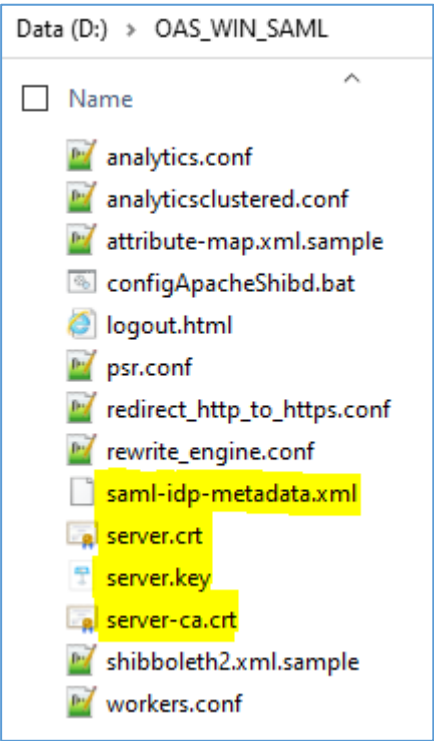 Data (D:) > OAS_WIN_SAML
Name
analytics.conf
analyticsclustered.conf
attribute-map.xml.sample
configApacheShibd.bat
logout.html
psr.conf
redirect_http_to_https.conf
rewrite_engine.conf
saml-idp-metadata.xml
server.crt
server.key
server-ca.crt
shibboleth2.xml.sample
workers.conf